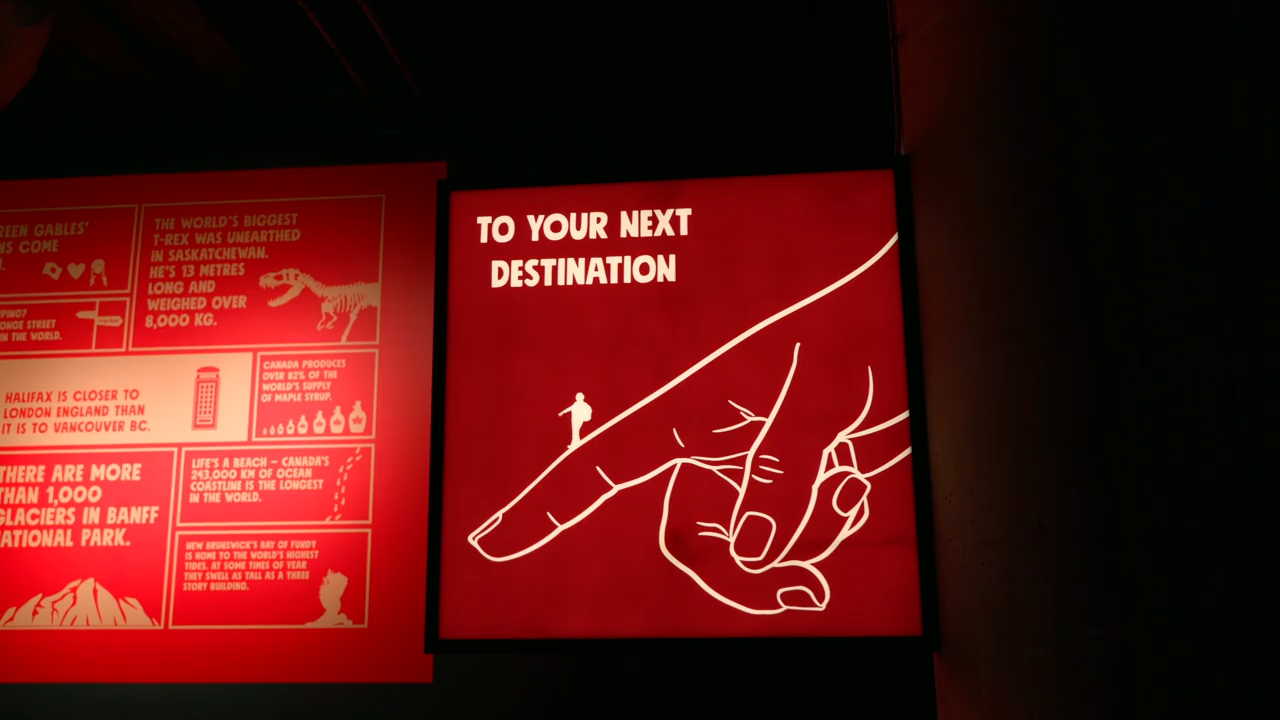 REEN GABLES'
NS COME
THE WORLD'S BIGGEST
T-REX WAS UNEARTHED
IN SASKATCHEWAN.
HE'S 13 METRES
LONG AND
WEIGHED OVER
8,000 KG.
PPING?
ONGE STREET
IN THE WORLD.
HALIFAX IS CLOSER TO
LONDON ENGLAND THAN
IT IS TO VANCOUVER BC.
CANADA PRODUCES
OVER 82% OF THE
WORLD'S SUPPLY
OF MAPLE SYRUP.
THERE ARE MORE
THAN 1,000
GLACIERS IN BANFF
NATIONAL PARK.
LIFE'S A BEACH – CANADA'S
243,000 KM OF OCEAN
COASTLINE IS THE LONGEST
IN THE WORLD.
NEW BRUNSWICK'S BAY OF FUNDY
IS HOME TO THE WORLD'S HIGHEST
TIDES. AT SOME TIMES OF YEAR
THEY SWELL AS TALL AS A THREE
STORY BUILDING.
TO YOUR NEXT
DESTINATION